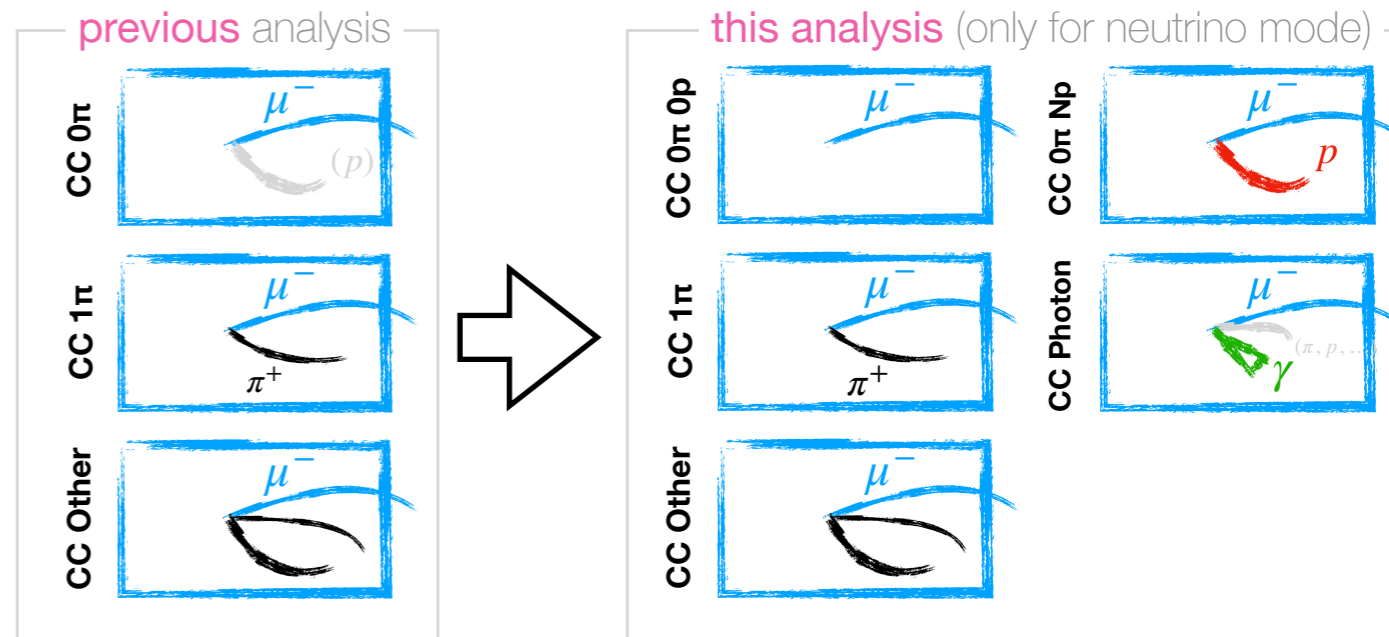 previous analysis
CC 0π
μ⁻
(p)
CC 1π
μ⁻
π⁺
CC Other
μ⁻
this analysis (only for neutrino mode)
CC 0π 0p
μ⁻
CC 0π Np
μ⁻
p
CC 1π
μ⁻
π⁺
CC Photon
μ⁻
(π, p, ...)
γ
CC Other
μ⁻